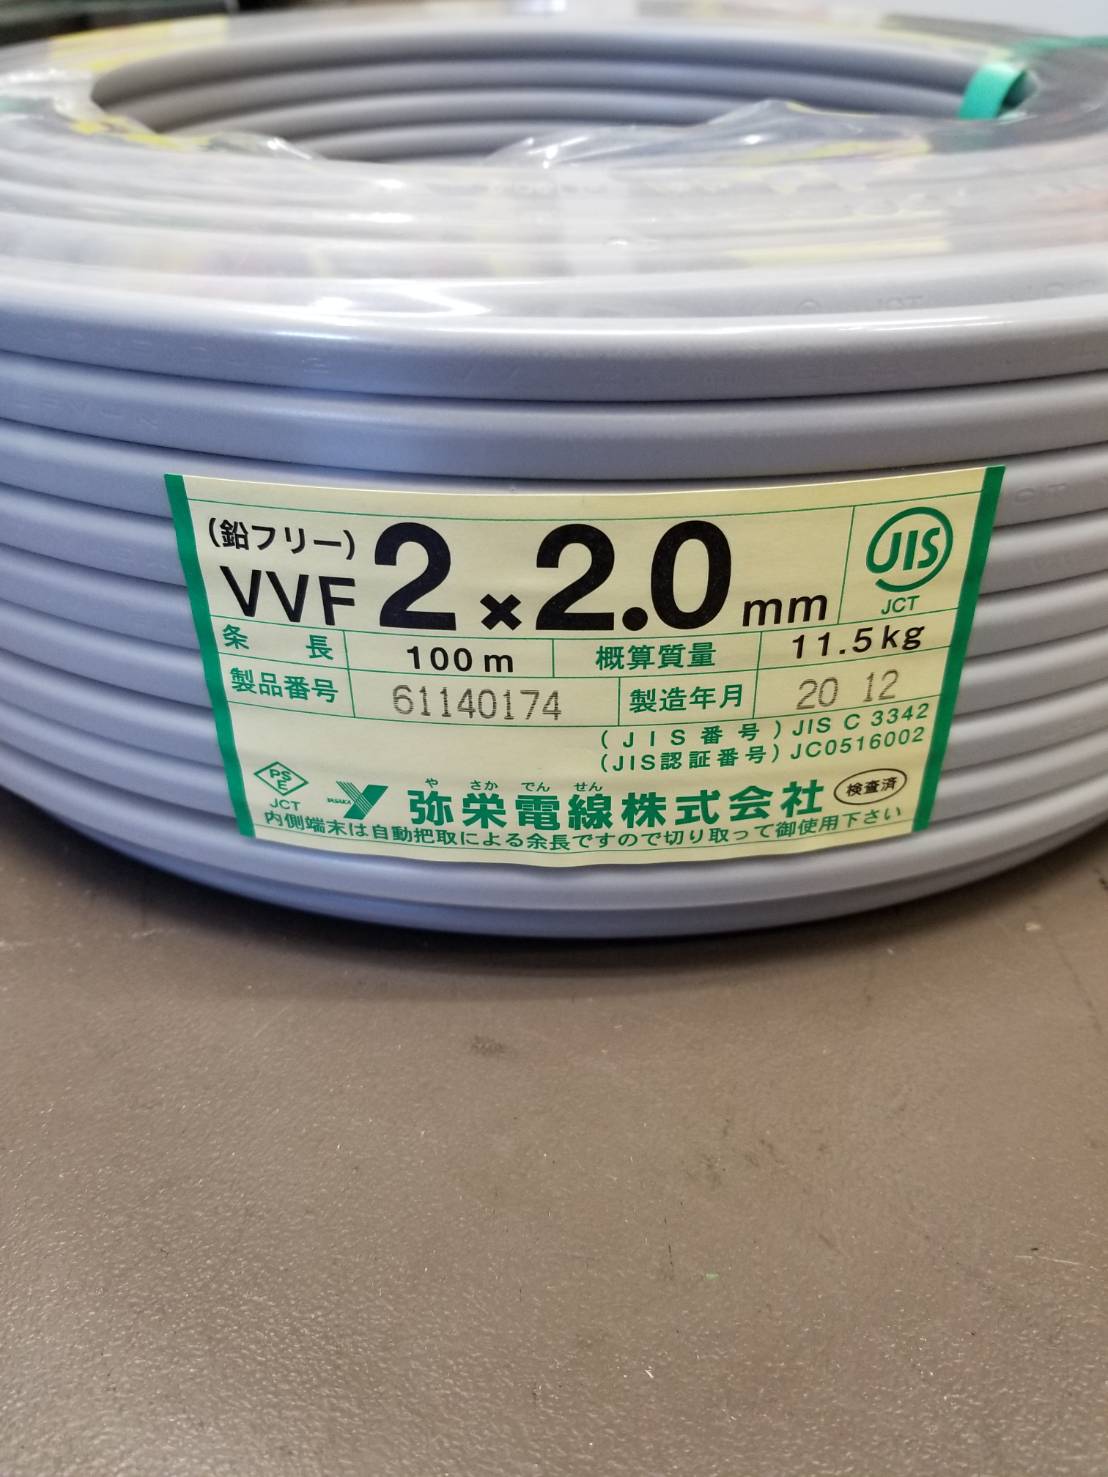 (鉛フリー)
VVF 2×2.0mm
JIS
JCT
条長 100m 概算質量 11.5kg
製品番号 61140174 製造年月 20 12
(JIS番号) JIS C 3342
(JIS認証番号) JC0516002
PSE
JCT
YASAKA
や さか でん せん
弥栄電線株式会社 検査済
内側端末は自動把取による余長ですので切り取って御使用下さい